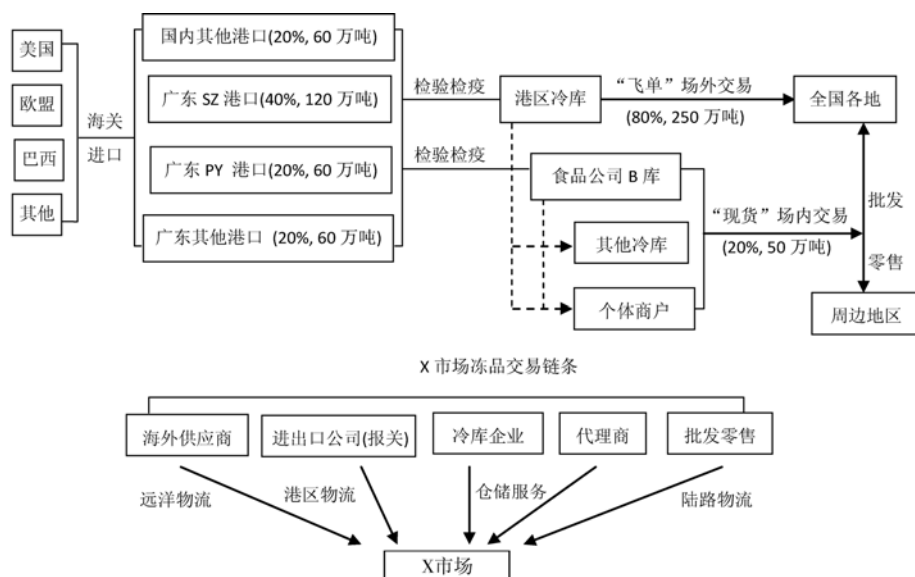 美国
欧盟
巴西
其他
海关
进口
国内其他港口(20%, 60 万吨)
广东 SZ 港口(40%, 120 万吨)
广东 PY 港口(20%, 60 万吨)
广东其他港口 (20%, 60 万吨)
检验检疫
检验检疫
港区冷库
食品公司 B 库
其他冷库
个体商户
“飞单”场外交易
(80%, 250 万吨)
“现货”场内交易
(20%, 50 万吨)
全国各地
批发
零售
周边地区
X 市场冻品交易链条
海外供应商
进出口公司(报关)
冷库企业
代理商
批发零售
远洋物流
港区物流
仓储服务
陆路物流
X市场